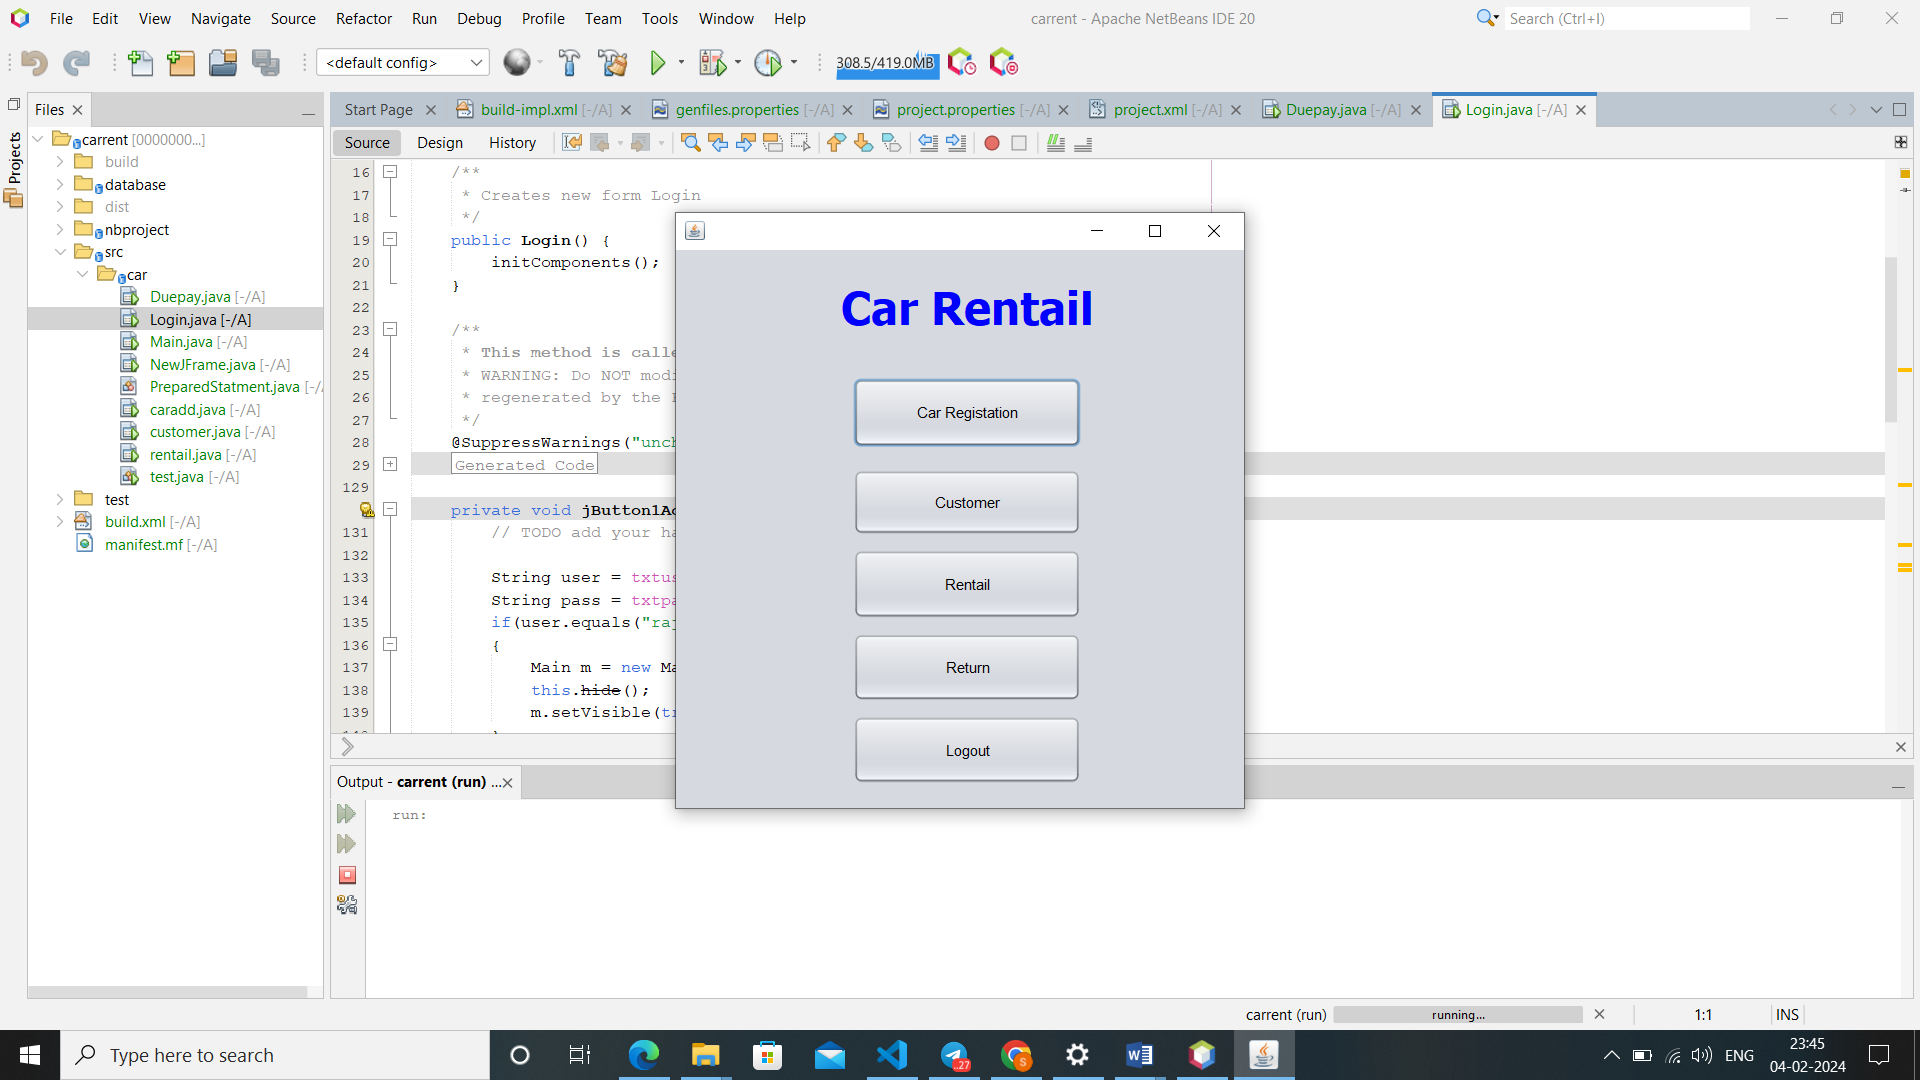 File Edit View Navigate Source Refactor Run Debug Profile Team Tools Window Help carrent - Apache NetBeans IDE 20 Search (Ctrl+I)
<default config> 308.5/419.0MB
Projects
Files
carrent [0000000...]
build
database
dist
nbproject
src
car
Duepay.java [-/A]
Login.java [-/A]
Main.java [-/A]
NewJFrame.java [-/A]
PreparedStatment.java [-/
caradd.java [-/A]
customer.java [-/A]
rentail.java [-/A]
test.java [-/A]
test
build.xml [-/A]
manifest.mf [-/A]
Start Page build-impl.xml [-/A] genfiles.properties [-/A] project.properties [-/A] project.xml [-/A] Duepay.java [-/A] Login.java [-/A]
Source Design History
16 /**
17 * Creates new form Login
18 */
19 public Login() {
20 initComponents();
21 }
22
23 /**
24 * This method is calle
25 * WARNING: Do NOT modi
26 * regenerated by the
27 */
28 @SuppressWarnings("unch
29 Generated Code
129
private void jButton1Ac
131 // TODO add your ha
132
133 String user = txtus
134 String pass = txtpa
135 if(user.equals("raj
136 {
137 Main m = new Ma
138 this.hide();
139 m.setVisible(tr
Car Rentail
Car Registation
Customer
Rentail
Return
Logout
Output - carrent (run) ...
run:
carrent (run) running... 1:1 INS
Type here to search
..27
S
ENG
23:45
04-02-2024